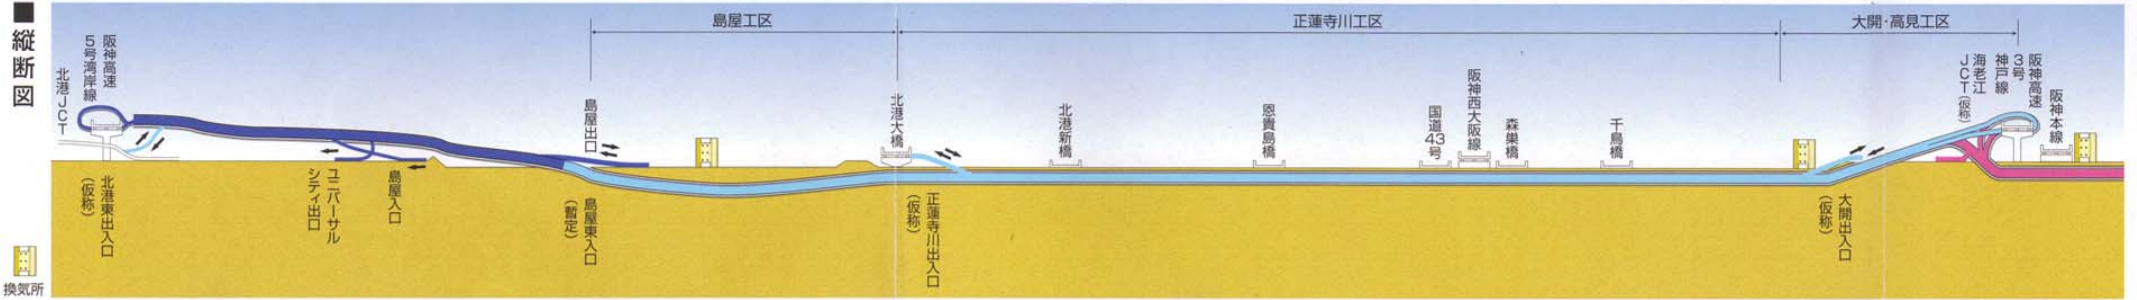 ■縦断図
島屋工区
正蓮寺川工区
大開・高見工区
北港JCT
阪神高速
5号湾岸線
島屋出口
北港大橋
北港新橋
恩貴島橋
国道43号
阪神西大阪線
森巣橋
千鳥橋
海老江
JCT(仮称)
阪神高速
3号
神戸線
阪神本線
北港東出入口
(仮称)
ユニバーサル
シティ出口
島屋入口
島屋東入口
(暫定)
正蓮寺川出入口
(仮称)
大開出入口
(仮称)
換気所